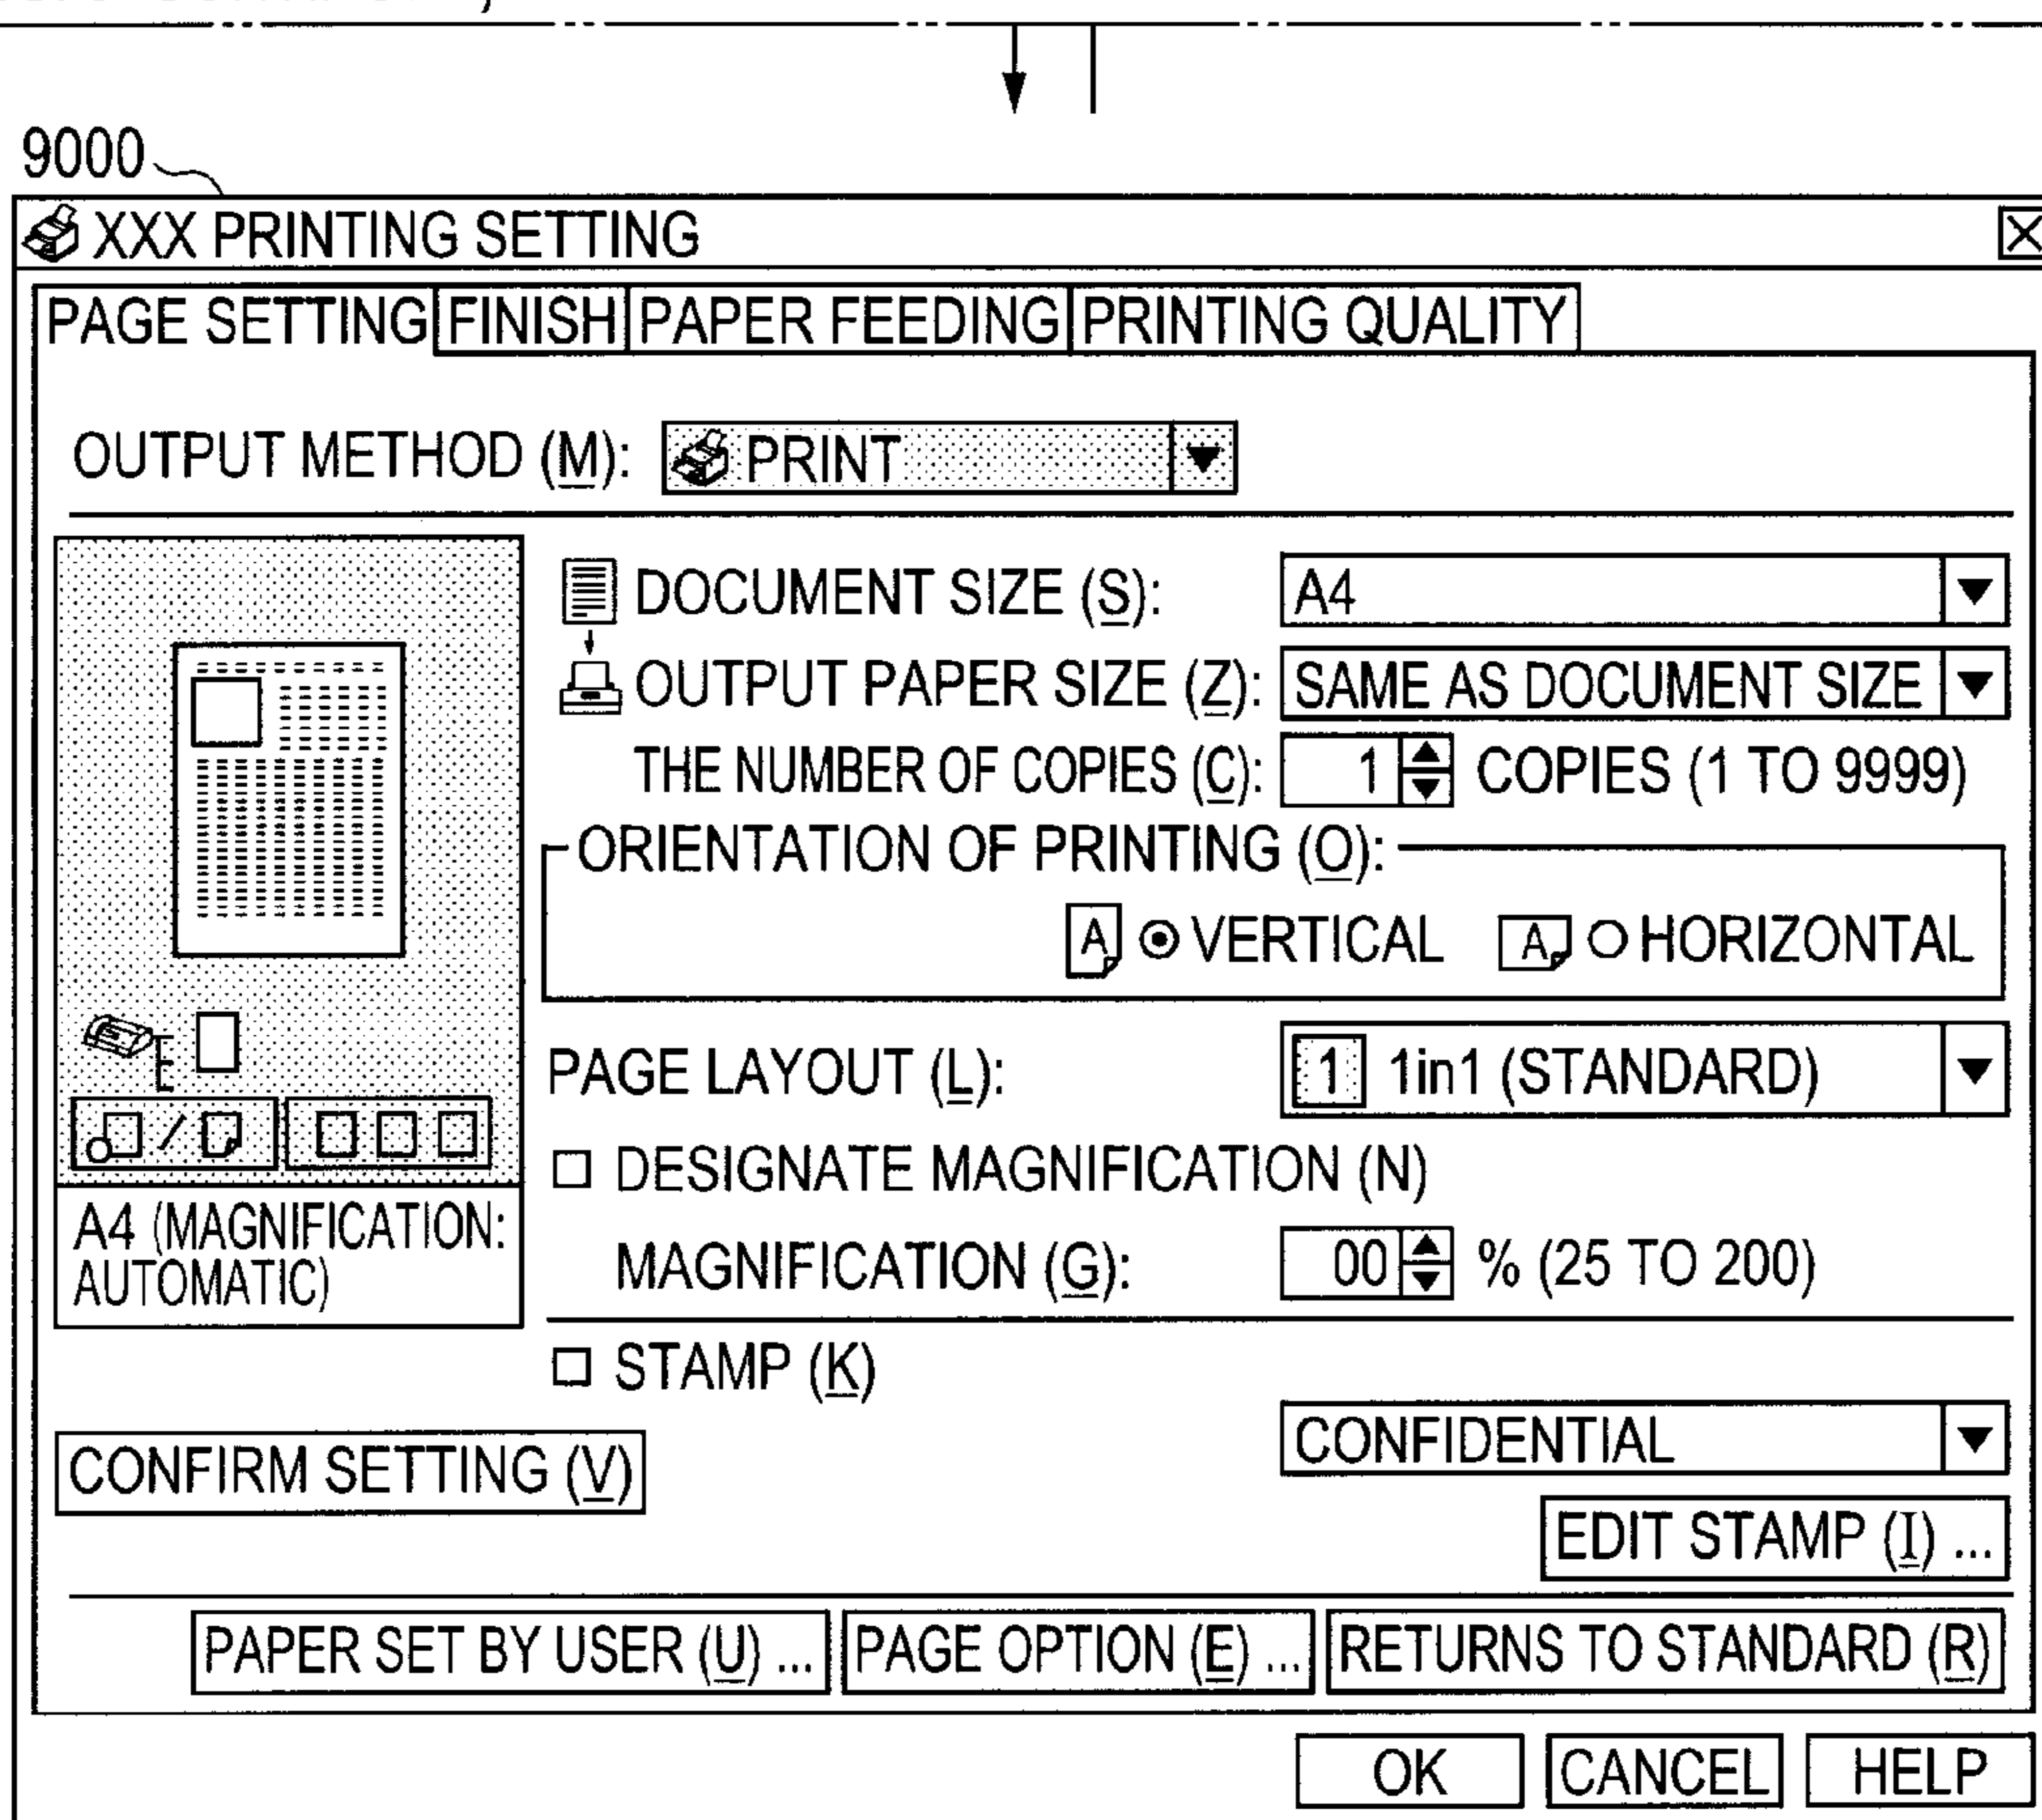 9000
XXX PRINTING SETTING
PAGE SETTING FINISH PAPER FEEDING PRINTING QUALITY
OUTPUT METHOD (M): PRINT
DOCUMENT SIZE (S): A4
OUTPUT PAPER SIZE (Z): SAME AS DOCUMENT SIZE
THE NUMBER OF COPIES (C): 1 COPIES (1 TO 9999)
ORIENTATION OF PRINTING (O):
A VERTICAL A HORIZONTAL
PAGE LAYOUT (L): 1 1in1 (STANDARD)
DESIGNATE MAGNIFICATION (N)
A4 (MAGNIFICATION:
AUTOMATIC)
MAGNIFICATION (G): 00 % (25 TO 200)
STAMP (K)
CONFIDENTIAL
CONFIRM SETTING (V)
EDIT STAMP (I) ...
PAPER SET BY USER (U) ... PAGE OPTION (E) ... RETURNS TO STANDARD (R)
OK CANCEL HELP